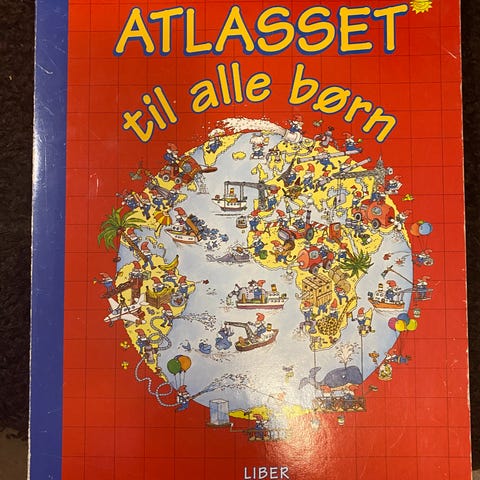 ATLASSET
til alle børn
LIBER